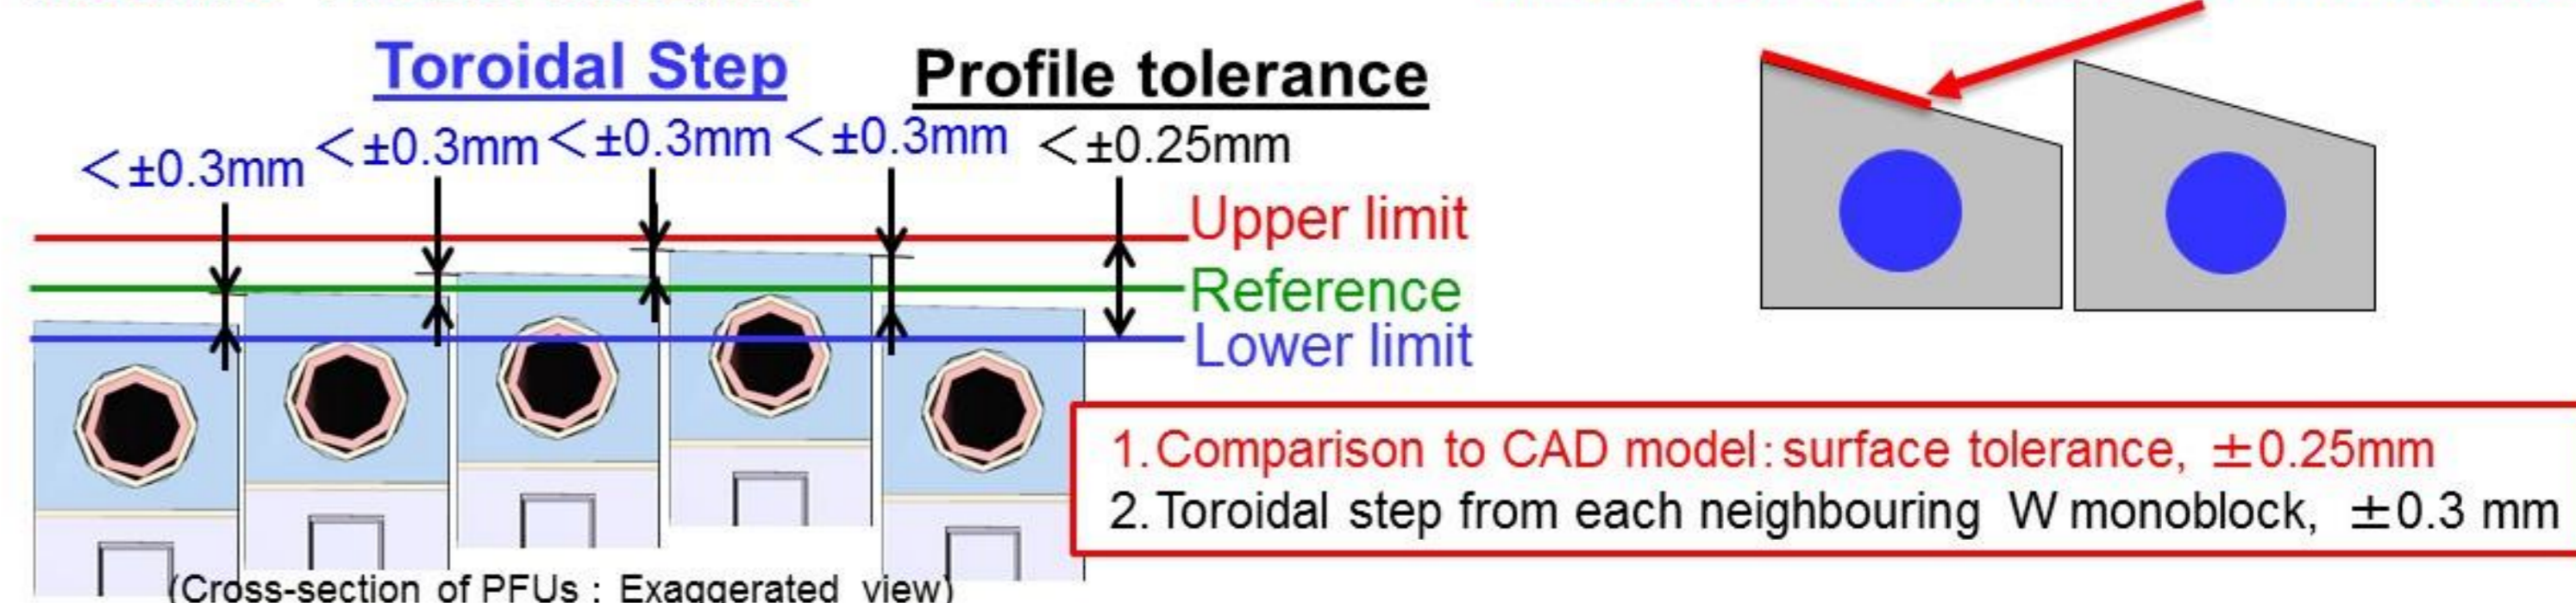 Toroidal Step
Profile tolerance
<±0.3mm
<±0.3mm
<±0.3mm
<±0.3mm
<±0.25mm
Upper limit
Reference
Lower limit
1.Comparison to CAD model:surface tolerance, ±0.25mm
2.Toroidal step from each neighbouring W monoblock, ±0.3 mm
(Cross-section of PFUs : Exaggerated view)